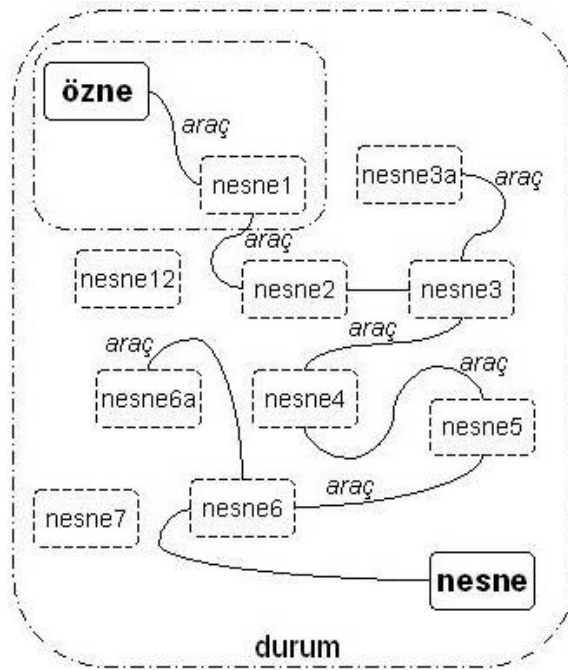 özne
araç
nesne1
nesne3a
araç
araç
nesne12
nesne2
nesne3
araç
araç
nesne6a
nesne4
araç
nesne5
araç
nesne7
nesne6
nesne
durum